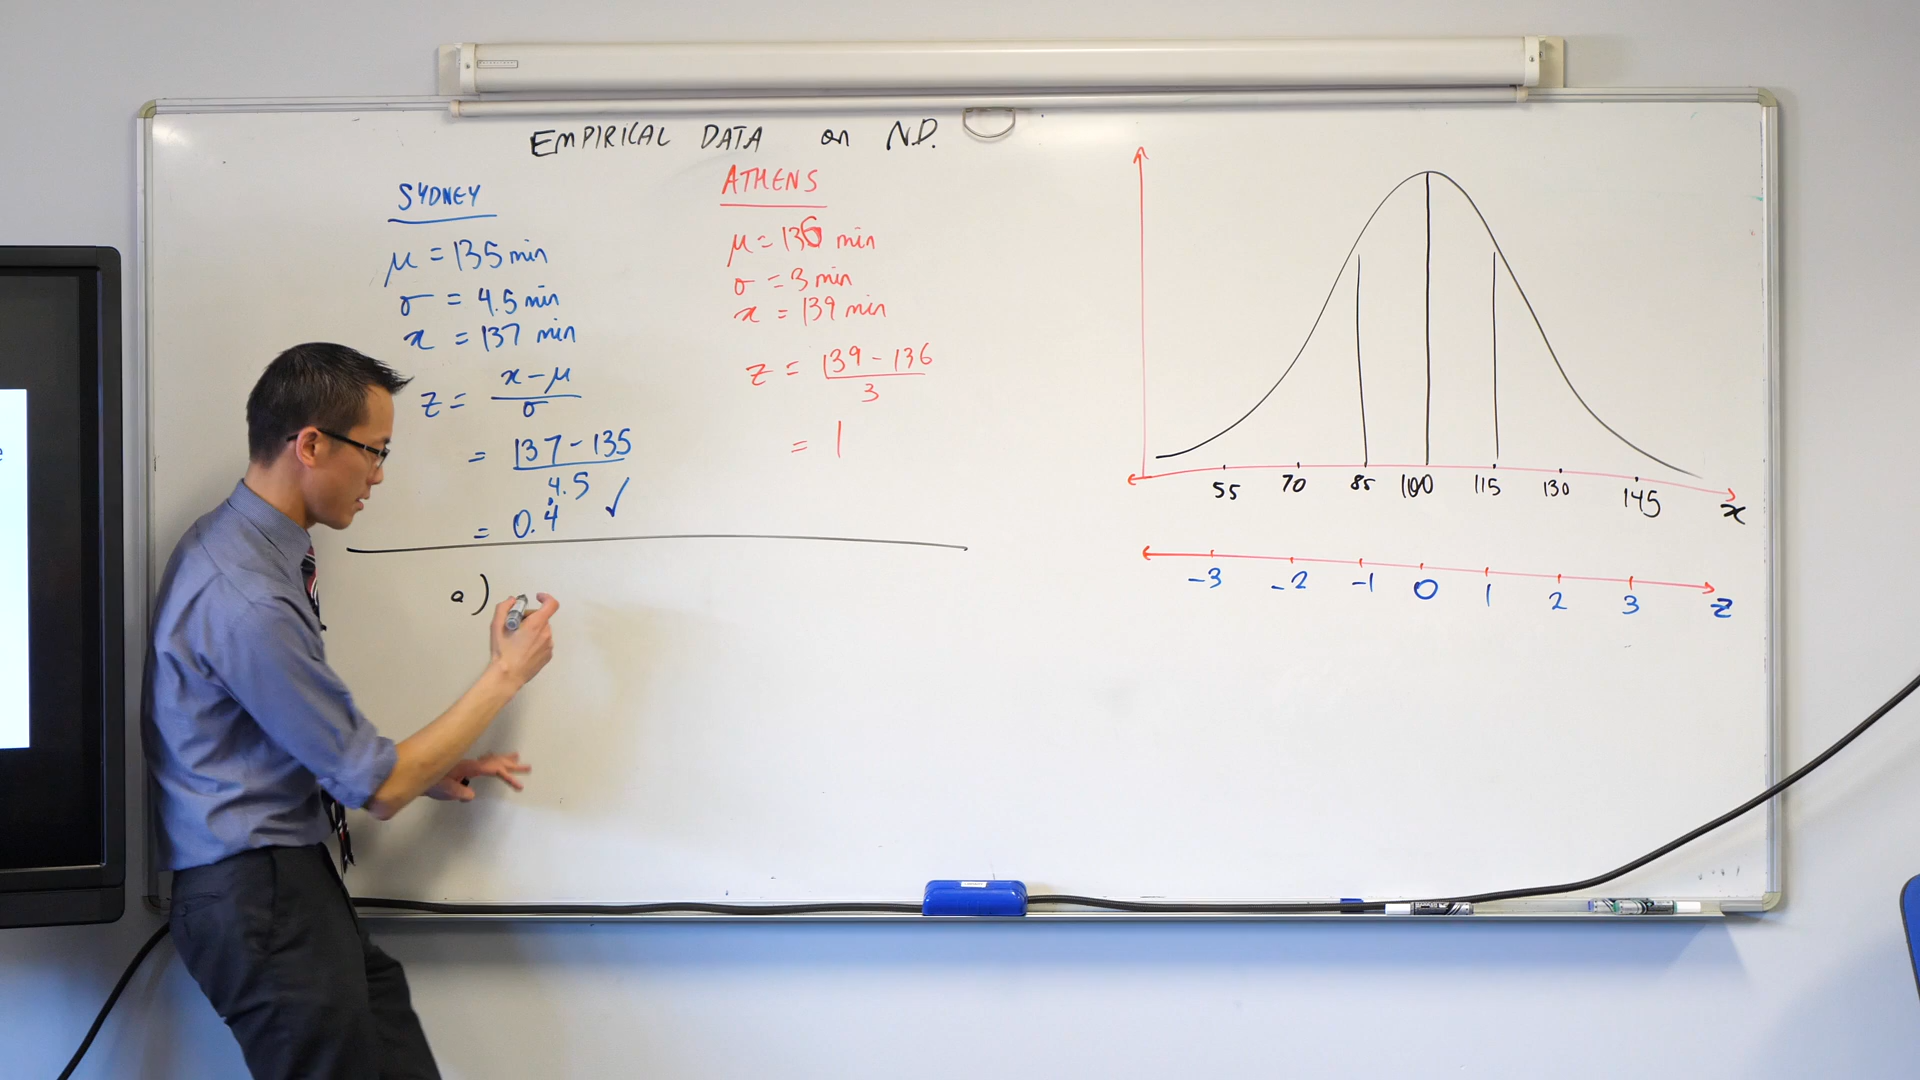 EMPIRICAL DATA on N.D.
SYDNEY
μ = 135 min
σ = 4.5 min
x = 137 min
z = x - μ / σ
= 137 - 135 / 4.5
= 0.4̇ ✓
ATHENS
μ = 136 min
σ = 3 min
x = 139 min
z = 139 - 136 / 3
= 1
a)
55 70 85 100 115 130 145 x
-3 -2 -1 0 1 2 3 z